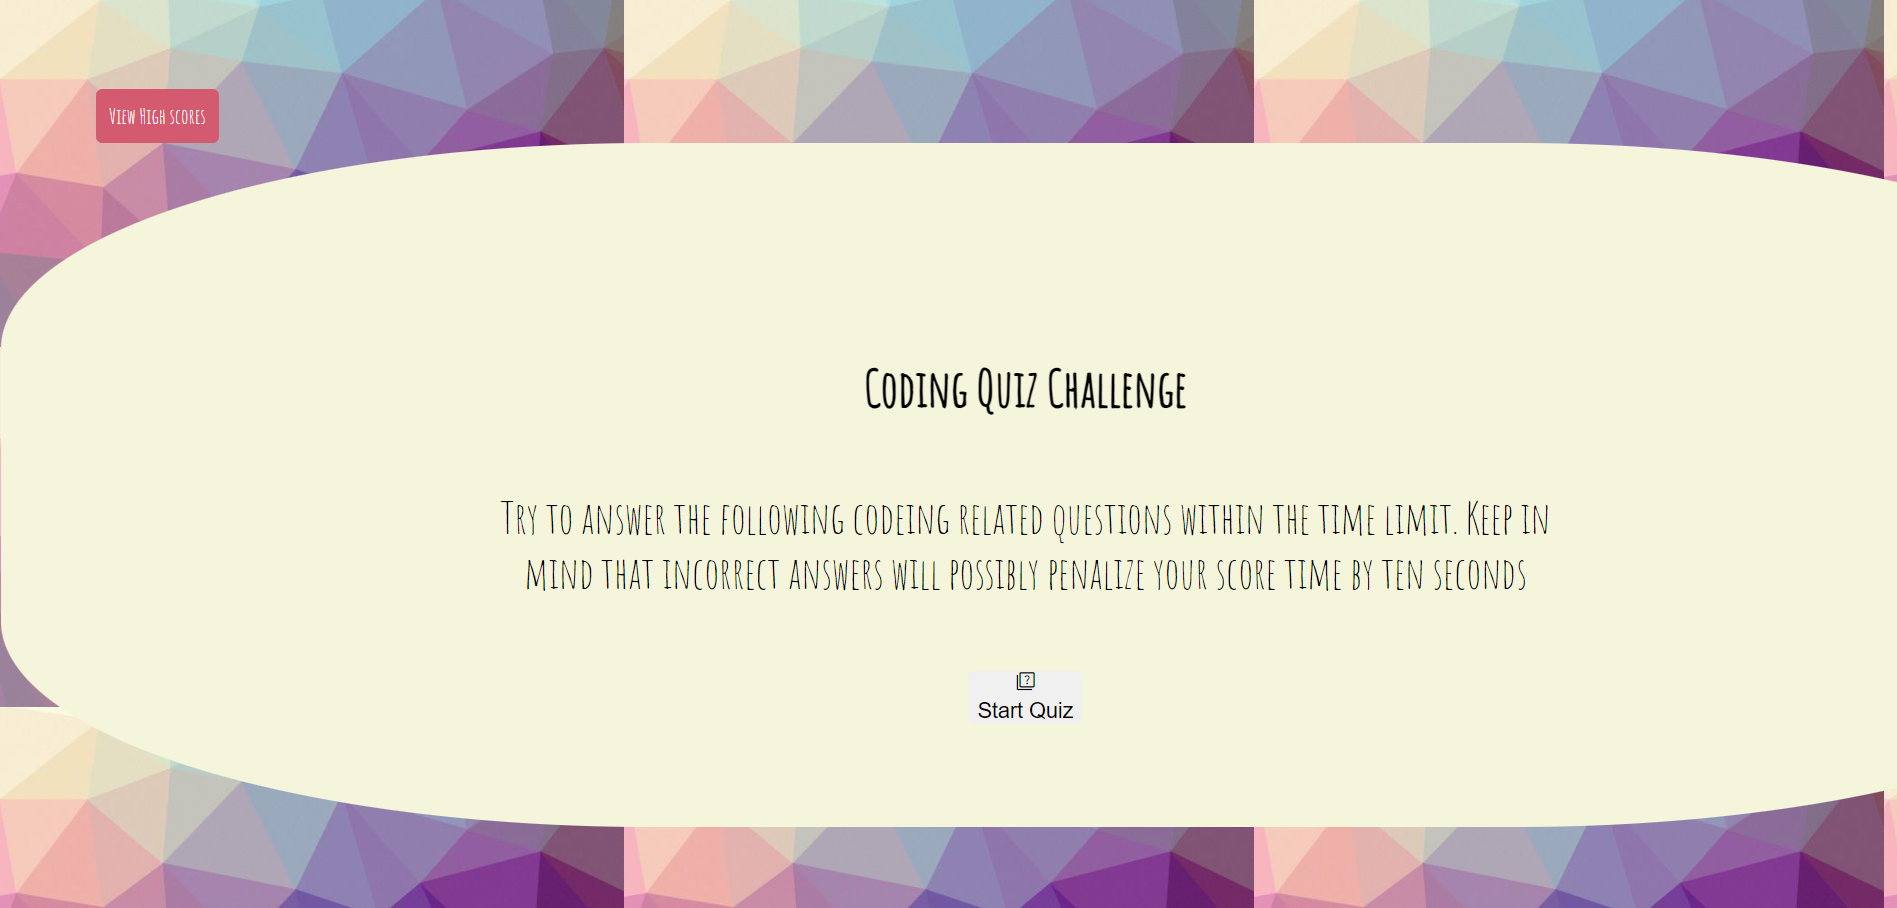 View High scores
Coding Quiz Challenge
Try to answer the following codeing related questions within the time limit. Keep in
mind that incorrect answers will possibly penalize your score time by ten seconds
?
Start Quiz